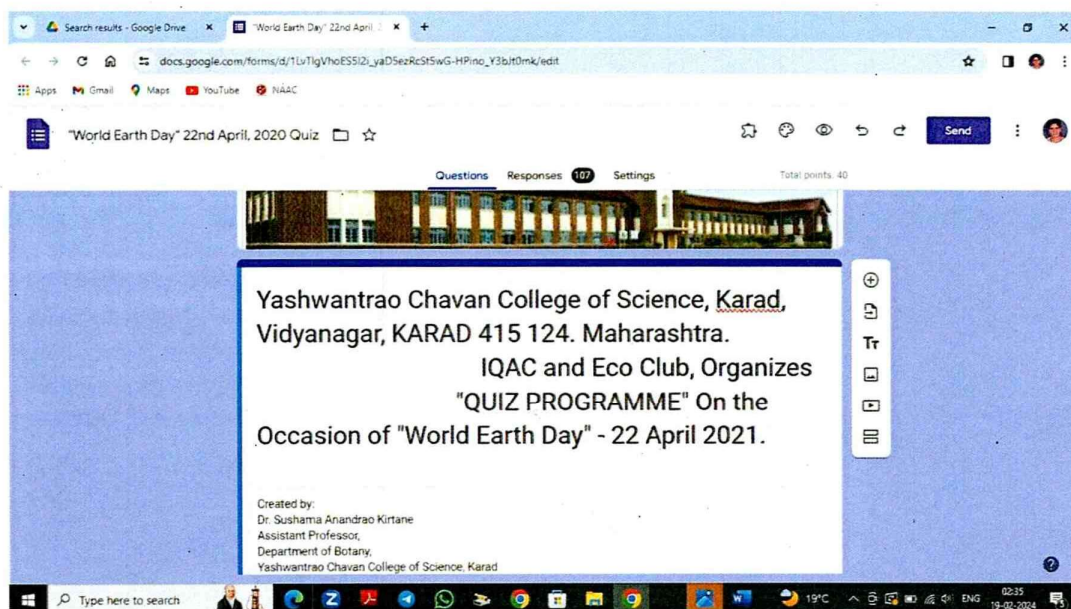 Search results - Google Drive
"World Earth Day" 22nd April, 2
docs.google.com/forms/d/1LvTlgVhoES5l2i_yaD5ezRcSt5wG-HPino_Y3bJt0mk/edit
Apps Gmail Maps YouTube NAAC
"World Earth Day" 22nd April, 2020 Quiz
Send
Questions Responses 107 Settings Total points: 40
Yashwantrao Chavan College of Science, Karad,
Vidyanagar, KARAD 415 124. Maharashtra.
IQAC and Eco Club, Organizes
"QUIZ PROGRAMME" On the
Occasion of "World Earth Day" - 22 April 2021.
Tт
Created by:
Dr. Sushama Anandrao Kirtane
Assistant Professor,
Department of Botany,
Yashwantrao Chavan College of Science, Karad
Type here to search
19°C ENG 02:35
19-02-2024